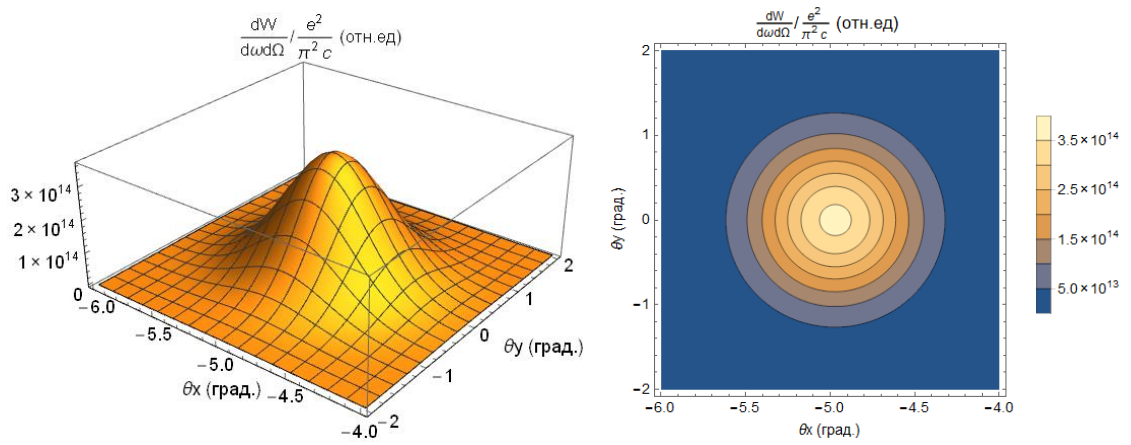 dW/dωdΩ / e²/π² c (отн.ед)
3 × 10¹⁴
2 × 10¹⁴
1 × 10¹⁴
0
−6.0
−5.5
−5.0
−4.5
−4.0
θx (град.)
−2
−1
0
1
2
θy (град.)
dW/dωdΩ / e²/π² c (отн.ед)
2
1
0
−1
−2
θy (град.)
−6.0 −5.5 −5.0 −4.5 −4.0
θx (град.)
3.5 × 10¹⁴
2.5 × 10¹⁴
1.5 × 10¹⁴
5.0 × 10¹³